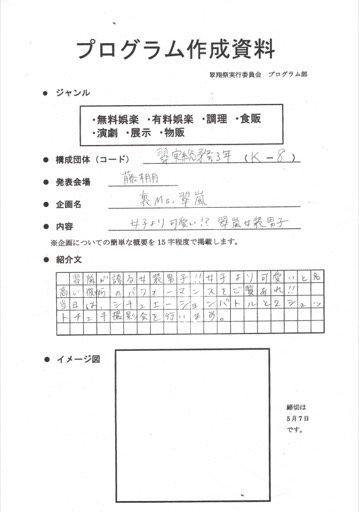 プログラム作成資料
翠翔祭実行委員会 プログラム部
● ジャンル
・無料娯楽 ・有料娯楽 ・調理 ・食販
・演劇 ・展示 ・物販
● 構成団体（コード） 翠実総務3年（K-8）
● 発表会場 藤棚
● 企画名 裏Ms.翠嵐
● 内容 女子より可愛い!? 翠嵐女装男子
※企画についての簡単な概要を15字程度で掲載します。
● 紹介文
翠嵐が誇る女装男子!!女子より可愛いと名
高い彼らのパフォーマンスをご覧あれ!!
当日は、シチュエーションバトルと2ショッ
トチェキ撮影会を行います。
● イメージ図
締切は
5月7日
です。